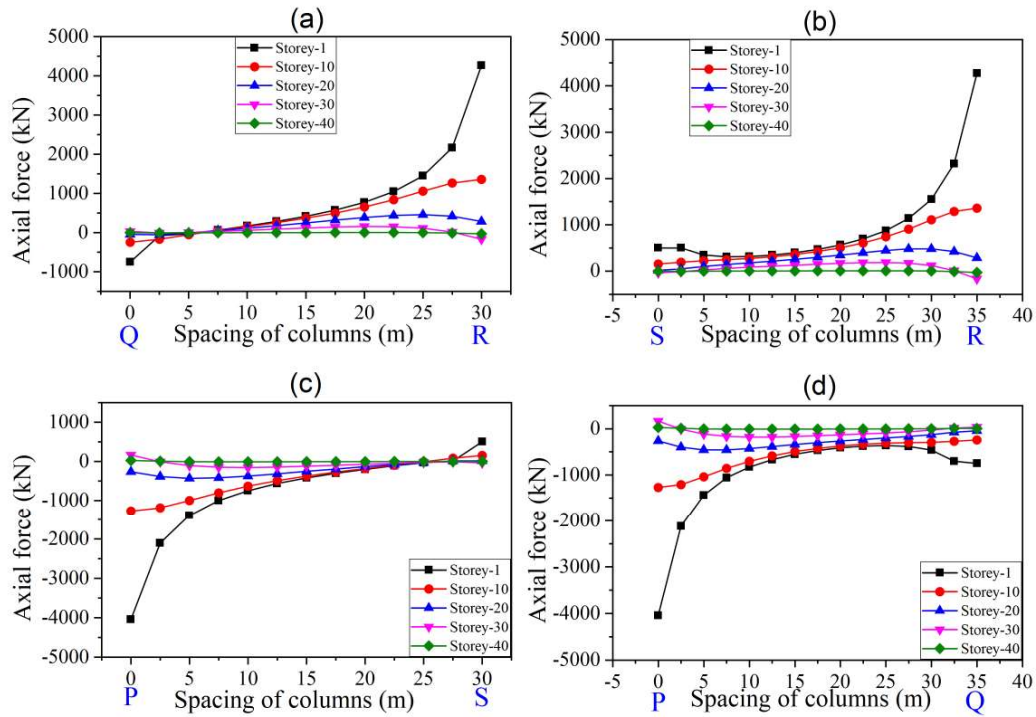 (a)
5000
4000
3000
2000
1000
0
-1000
Axial force (kN)
Storey-1
Storey-10
Storey-20
Storey-30
Storey-40
0 5 10 15 20 25 30
Q Spacing of columns (m) R
(b)
5000
4000
3000
2000
1000
0
Axial force (kN)
Storey-1
Storey-10
Storey-20
Storey-30
Storey-40
-5 0 5 10 15 20 25 30 35 40
S Spacing of columns (m) R
(c)
1000
0
-1000
-2000
-3000
-4000
-5000
Axial force (kN)
Storey-1
Storey-10
Storey-20
Storey-30
Storey-40
0 5 10 15 20 25 30
P Spacing of columns (m) S
(d)
0
-1000
-2000
-3000
-4000
-5000
Axial force (kN)
Storey-1
Storey-10
Storey-20
Storey-30
Storey-40
-5 0 5 10 15 20 25 30 35 40
P Spacing of columns (m) Q